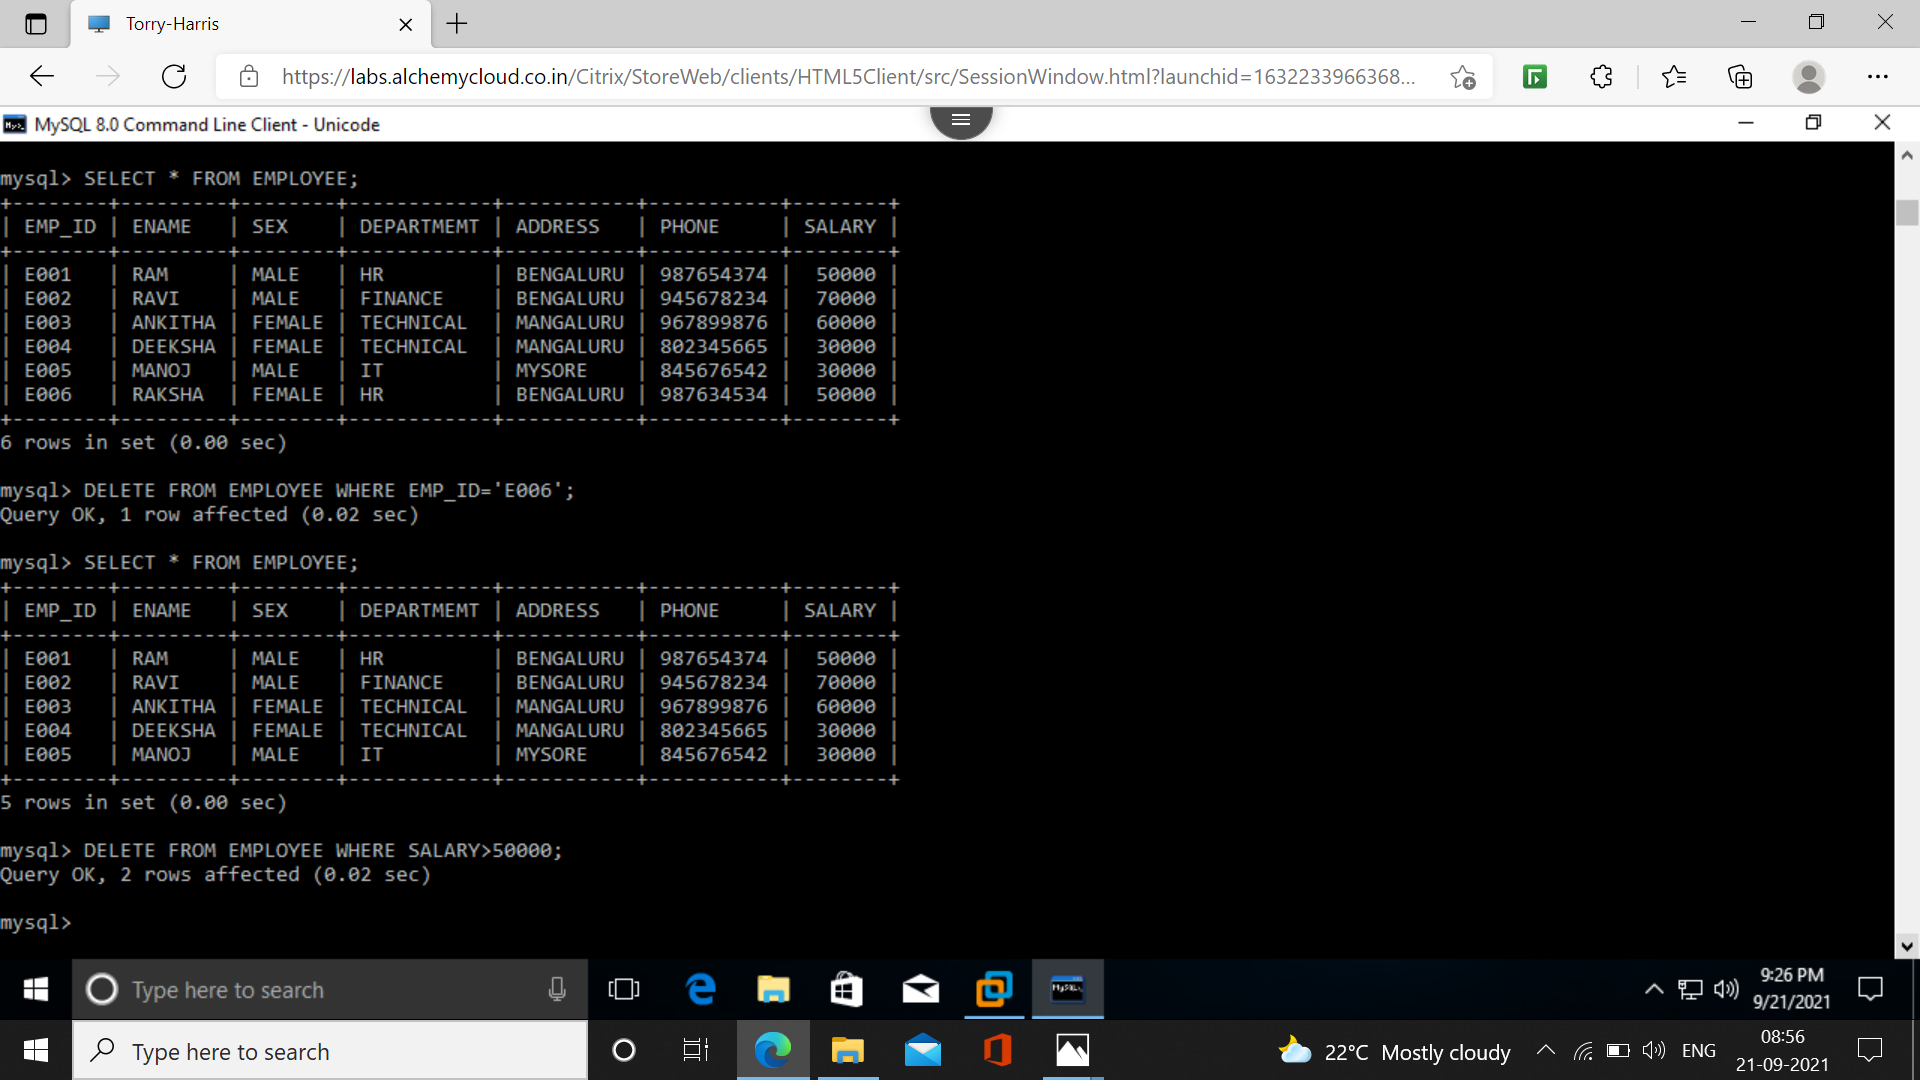 Torry-Harris
https://labs.alchemycloud.co.in/Citrix/StoreWeb/clients/HTML5Client/src/SessionWindow.html?launchid=1632233966368...
MySQL 8.0 Command Line Client - Unicode
mysql> SELECT * FROM EMPLOYEE;
+--------+---------+--------+------------+-----------+-----------+--------+
| EMP_ID | ENAME   | SEX    | DEPARTMEMT | ADDRESS   | PHONE     | SALARY |
+--------+---------+--------+------------+-----------+-----------+--------+
| E001   | RAM     | MALE   | HR         | BENGALURU | 987654374 |  50000 |
| E002   | RAVI    | MALE   | FINANCE    | BENGALURU | 945678234 |  70000 |
| E003   | ANKITHA | FEMALE | TECHNICAL  | MANGALURU | 967899876 |  60000 |
| E004   | DEEKSHA | FEMALE | TECHNICAL  | MANGALURU | 802345665 |  30000 |
| E005   | MANOJ   | MALE   | IT         | MYSORE    | 845676542 |  30000 |
| E006   | RAKSHA  | FEMALE | HR         | BENGALURU | 987634534 |  50000 |
+--------+---------+--------+------------+-----------+-----------+--------+
6 rows in set (0.00 sec)
mysql> DELETE FROM EMPLOYEE WHERE EMP_ID='E006';
Query OK, 1 row affected (0.02 sec)
mysql> SELECT * FROM EMPLOYEE;
+--------+---------+--------+------------+-----------+-----------+--------+
| EMP_ID | ENAME   | SEX    | DEPARTMEMT | ADDRESS   | PHONE     | SALARY |
+--------+---------+--------+------------+-----------+-----------+--------+
| E001   | RAM     | MALE   | HR         | BENGALURU | 987654374 |  50000 |
| E002   | RAVI    | MALE   | FINANCE    | BENGALURU | 945678234 |  70000 |
| E003   | ANKITHA | FEMALE | TECHNICAL  | MANGALURU | 967899876 |  60000 |
| E004   | DEEKSHA | FEMALE | TECHNICAL  | MANGALURU | 802345665 |  30000 |
| E005   | MANOJ   | MALE   | IT         | MYSORE    | 845676542 |  30000 |
+--------+---------+--------+------------+-----------+-----------+--------+
5 rows in set (0.00 sec)
mysql> DELETE FROM EMPLOYEE WHERE SALARY>50000;
Query OK, 2 rows affected (0.02 sec)
mysql>
Type here to search
9:26 PM
9/21/2021
Type here to search
22°C Mostly cloudy
ENG
08:56
21-09-2021